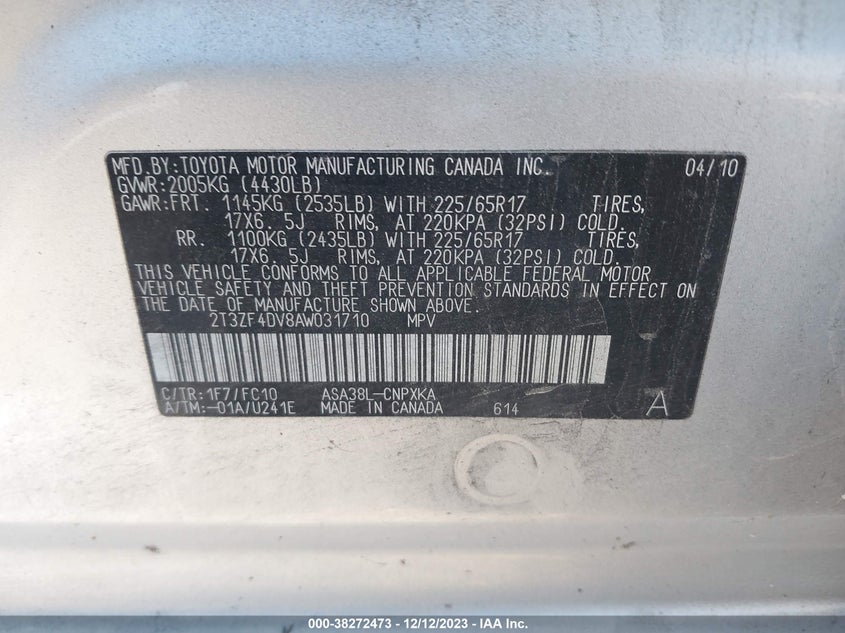 MFD.BY:TOYOTA MOTOR MANUFACTURING CANADA INC. 04/10
GVWR:2005KG (4430LB)
GAWR:FRT. 1145KG (2535LB) WITH 225/65R17 TIRES,
17X6.5J RIMS, AT 220KPA (32PSI) COLD.
RR. 1100KG (2435LB) WITH 225/65R17 TIRES,
17X6.5J RIMS, AT 220KPA (32PSI) COLD.
THIS VEHICLE CONFORMS TO ALL APPLICABLE FEDERAL MOTOR
VEHICLE SAFETY AND THEFT PREVENTION STANDARDS IN EFFECT ON
THE DATE OF MANUFACTURE SHOWN ABOVE.
2T3ZF4DV8AW031710 MPV
C/TR:1F7/FC10 ASA38L-CNPXKA
A/TM:-01A/U241E MADE IN CANADA 614 A
000-38272473 - 12/12/2023 - IAA Inc.